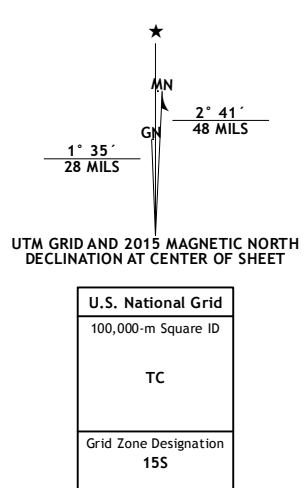 ★
MN
GN
2° 41´
48 MILS
1° 35´
28 MILS
UTM GRID AND 2015 MAGNETIC NORTH
DECLINATION AT CENTER OF SHEET
U.S. National Grid
100,000-m Square ID
TC
Grid Zone Designation
15S